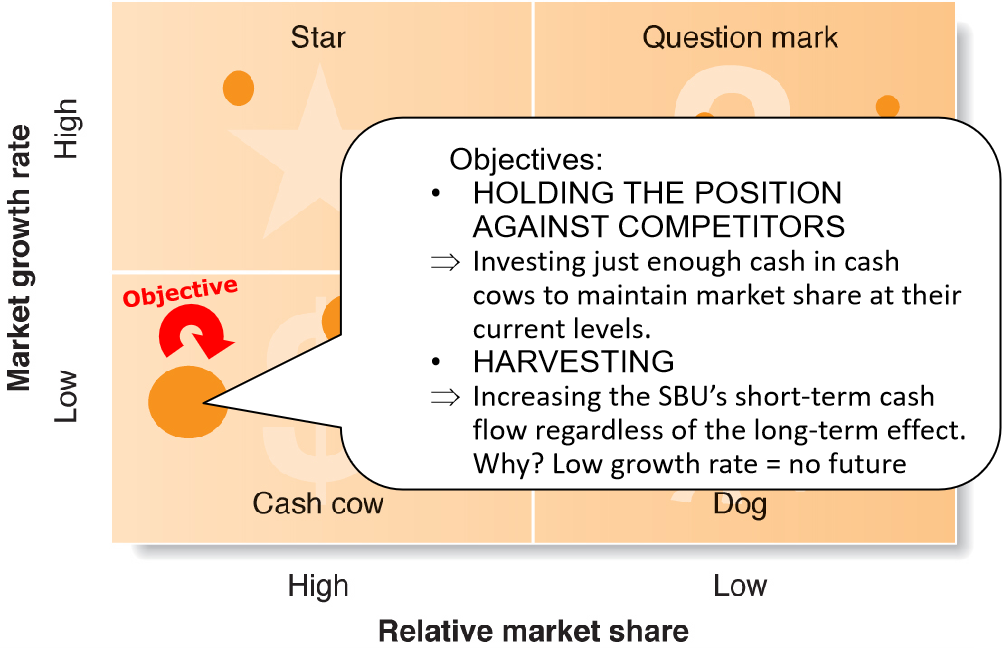 Star
Question mark
Market growth rate
High
Low
Objective
Objectives:
• HOLDING THE POSITION
AGAINST COMPETITORS
⇒ Investing just enough cash in cash
cows to maintain market share at their
current levels.
• HARVESTING
⇒ Increasing the SBU’s short-term cash
flow regardless of the long-term effect.
Why? Low growth rate = no future
Cash cow
Dog
High
Low
Relative market share